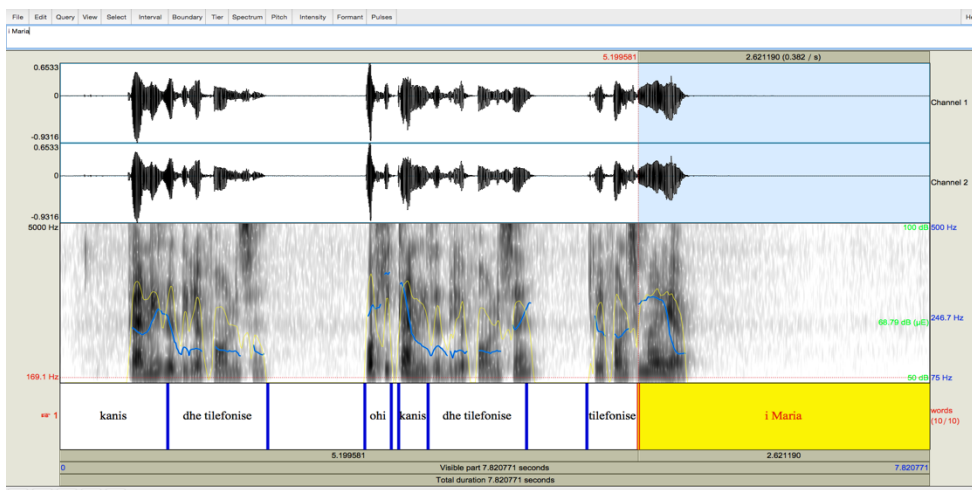 File Edit Query View Select Interval Boundary Tier Spectrum Pitch Intensity Formant Pulses
i Maria
5.199581 2.621190 (0.382 / s)
0.6533
0
-0.9316
Channel 1
0.6533
0
-0.9316
Channel 2
5000 Hz 100 dB 500 Hz
68.79 dB (µE) 246.7 Hz
169.1 Hz 50 dB 75 Hz
1 kanis dhe tilefonise ohi kanis dhe tilefonise tilefonise i Maria words
(10 / 10)
5.199581 2.621190
0 Visible part 7.820771 seconds 7.820771
Total duration 7.820771 seconds